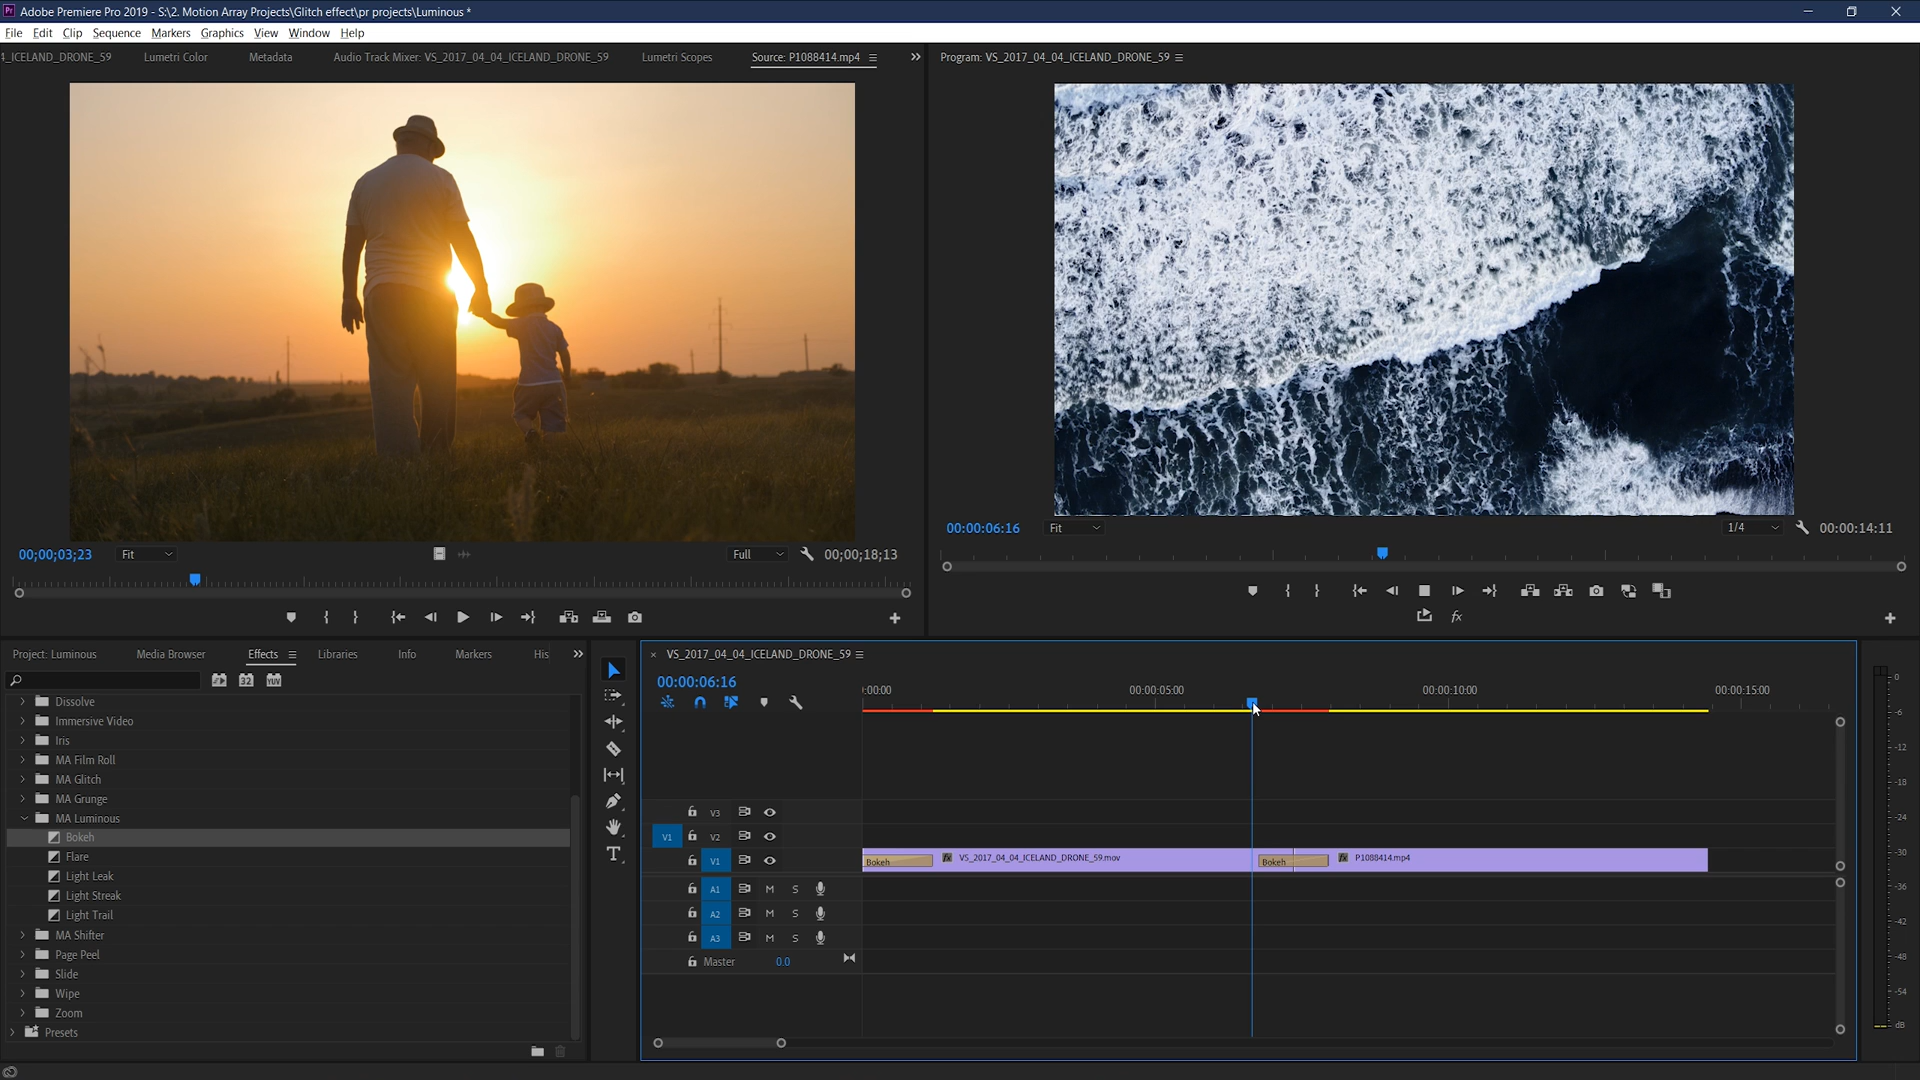 Pr Adobe Premiere Pro 2019 - S:\2. Motion Array Projects\Glitch effect\pr projects\Luminous *
File Edit Clip Sequence Markers Graphics View Window Help
4_ICELAND_DRONE_59 Lumetri Color Metadata Audio Track Mixer: VS_2017_04_04_ICELAND_DRONE_59 Lumetri Scopes Source: P1088414.mp4
Program: VS_2017_04_04_ICELAND_DRONE_59
00;00;03;23 Fit Full 00;00;18;13
00:00:06:16 Fit 1/4 00:00:14:11
fx
Project: Luminous Media Browser Effects Libraries Info Markers His
32 YUV
Dissolve
Immersive Video
Iris
MA Film Roll
MA Glitch
MA Grunge
MA Luminous
Bokeh
Flare
Light Leak
Light Streak
Light Trail
MA Shifter
Page Peel
Slide
Wipe
Zoom
Presets
VS_2017_04_04_ICELAND_DRONE_59
00:00:06:16
:00:00 00:00:05:00 00:00:10:00 00:00:15:00
V3
V1 V2
V1 Bokeh fx VS_2017_04_04_ICELAND_DRONE_59.mov Bokeh fx P1088414.mp4
A1 M S
A2 M S
A3 M S
Master 0.0
0
-6
-12
-18
-24
-30
-36
-42
-48
-54
dB